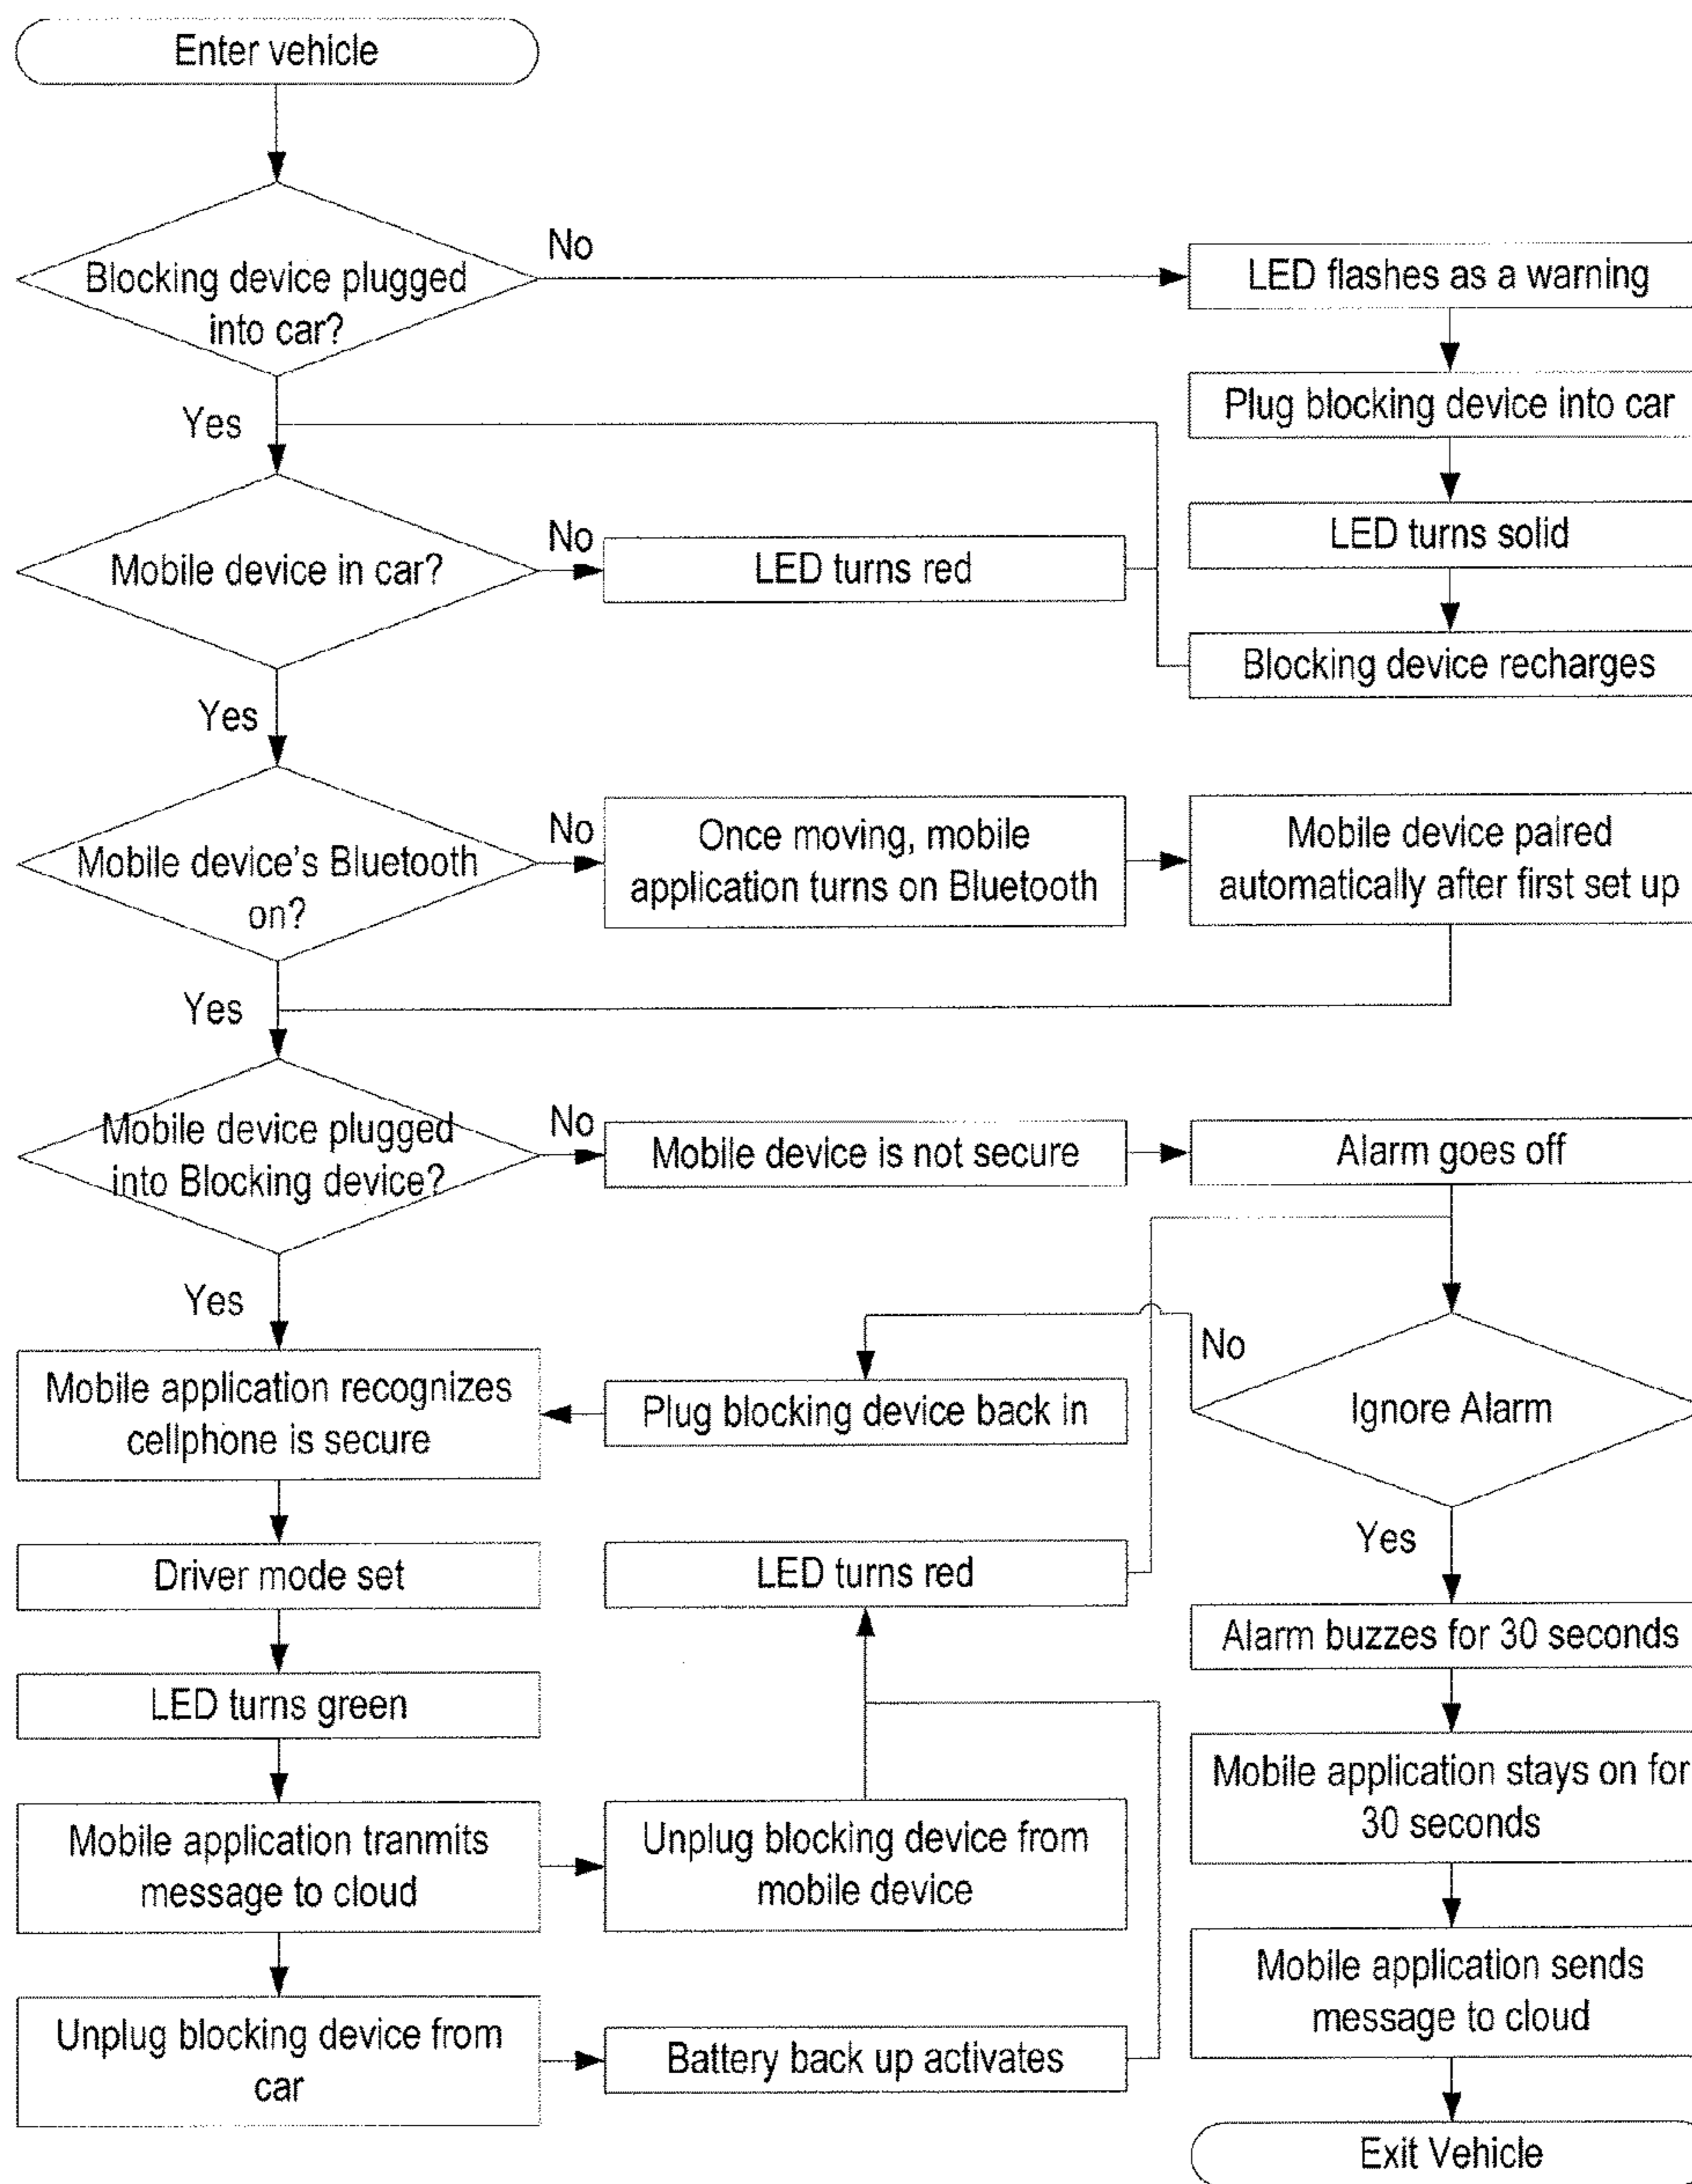 Enter vehicle
Blocking device plugged
into car?
No
LED flashes as a warning
Plug blocking device into car
Yes
LED turns solid
Mobile device in car?
No
LED turns red
Blocking device recharges
Yes
Mobile device's Bluetooth
on?
No
Once moving, mobile
application turns on Bluetooth
Mobile device paired
automatically after first set up
Yes
Mobile device plugged
into Blocking device?
No
Mobile device is not secure
Alarm goes off
Yes
No
Ignore Alarm
Mobile application recognizes
cellphone is secure
Plug blocking device back in
Yes
Driver mode set
LED turns red
Alarm buzzes for 30 seconds
LED turns green
Mobile application stays on for
30 seconds
Mobile application tranmits
message to cloud
Unplug blocking device from
mobile device
Mobile application sends
message to cloud
Unplug blocking device from
car
Battery back up activates
Exit Vehicle